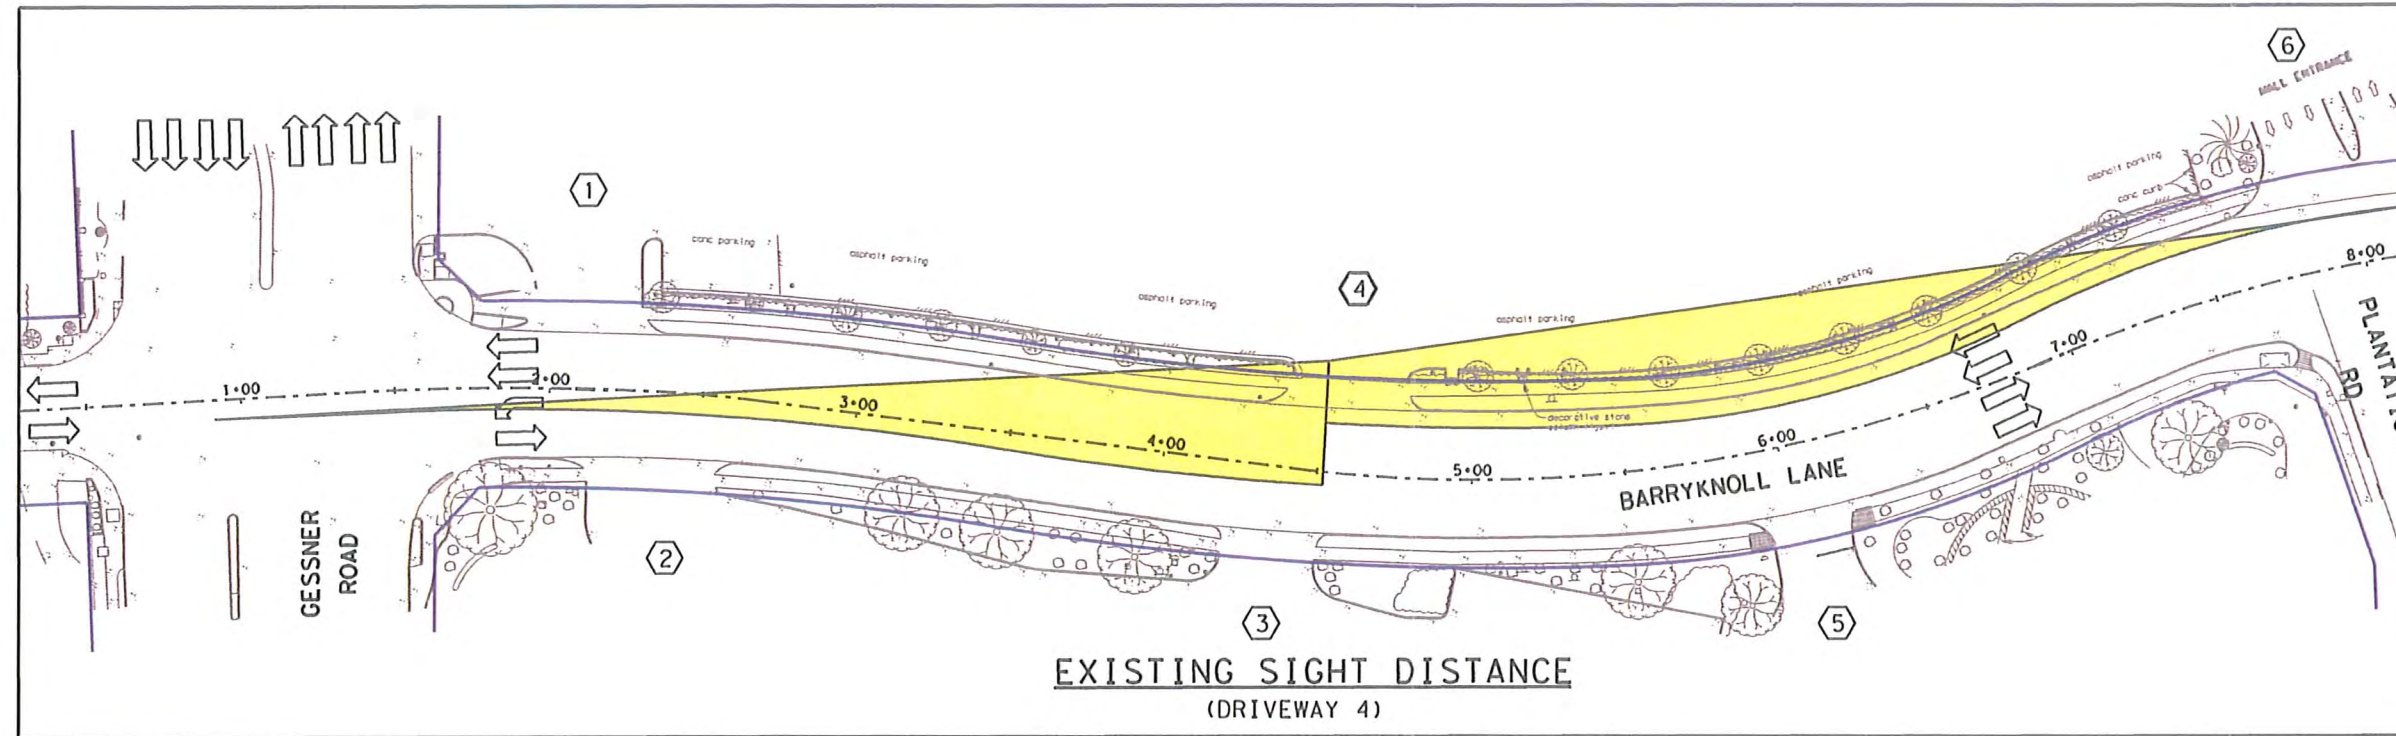 6
MALL ENTRANCE
1
conc parking
asphalt parking
asphalt parking
4
asphalt parking
asphalt parking
asphalt parking
conc curb
1+00
2+00
3+00
4+00
5+00
6+00
7+00
8+00
decorative stone
BARRYKNOLL LANE
GESSNER
ROAD
RD
2
3
5
EXISTING SIGHT DISTANCE
(DRIVEWAY 4)